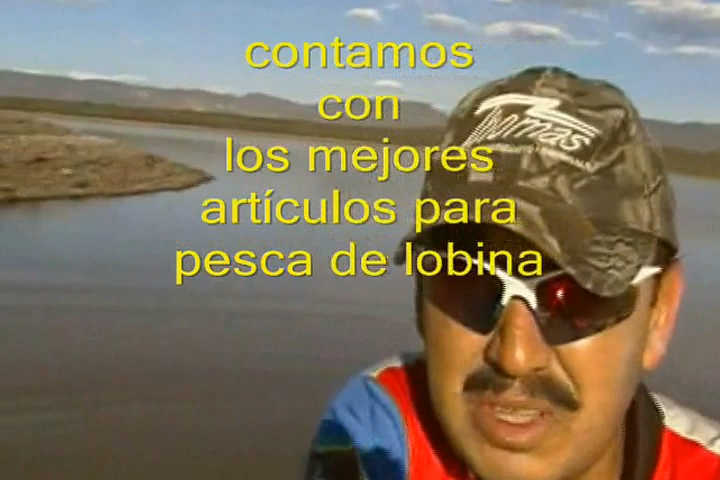 contamos
con
los mejores
artículos para
pesca de lobina